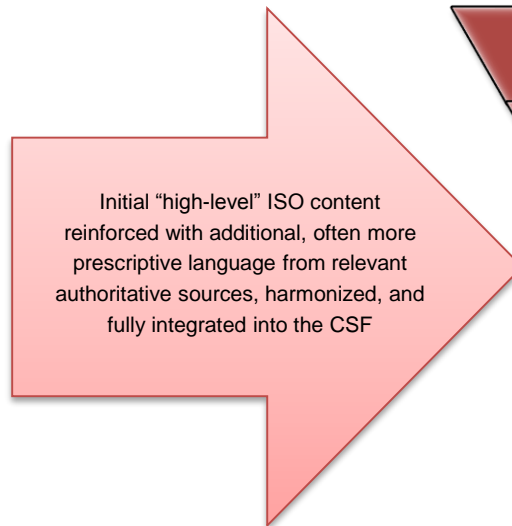 Initial “high-level” ISO content
reinforced with additional, often more
prescriptive language from relevant
authoritative sources, harmonized, and
fully integrated into the CSF